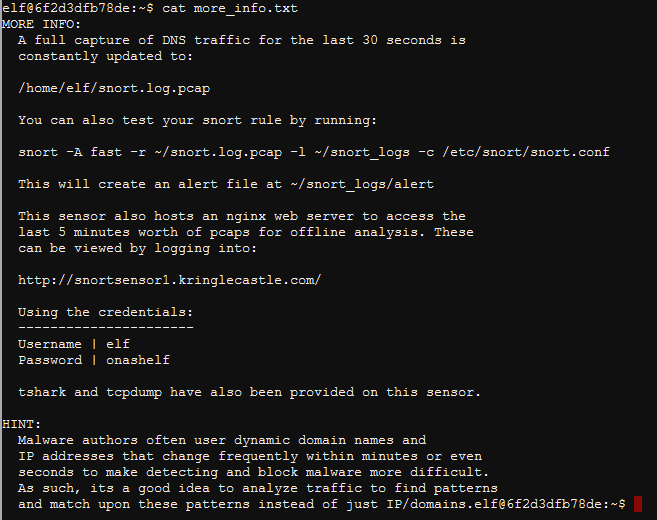 elf@6f2d3dfb78de:~$ cat more_info.txt
MORE INFO:
A full capture of DNS traffic for the last 30 seconds is
constantly updated to:
/home/elf/snort.log.pcap
You can also test your snort rule by running:
snort -A fast -r ~/snort.log.pcap -l ~/snort_logs -c /etc/snort/snort.conf
This will create an alert file at ~/snort_logs/alert
This sensor also hosts an nginx web server to access the
last 5 minutes worth of pcaps for offline analysis. These
can be viewed by logging into:
http://snortsensor1.kringlecastle.com/
Using the credentials:
----------------------
Username | elf
Password | onashelf
tshark and tcpdump have also been provided on this sensor.
HINT:
Malware authors often user dynamic domain names and
IP addresses that change frequently within minutes or even
seconds to make detecting and block malware more difficult.
As such, its a good idea to analyze traffic to find patterns
and match upon these patterns instead of just IP/domains.elf@6f2d3dfb78de:~$